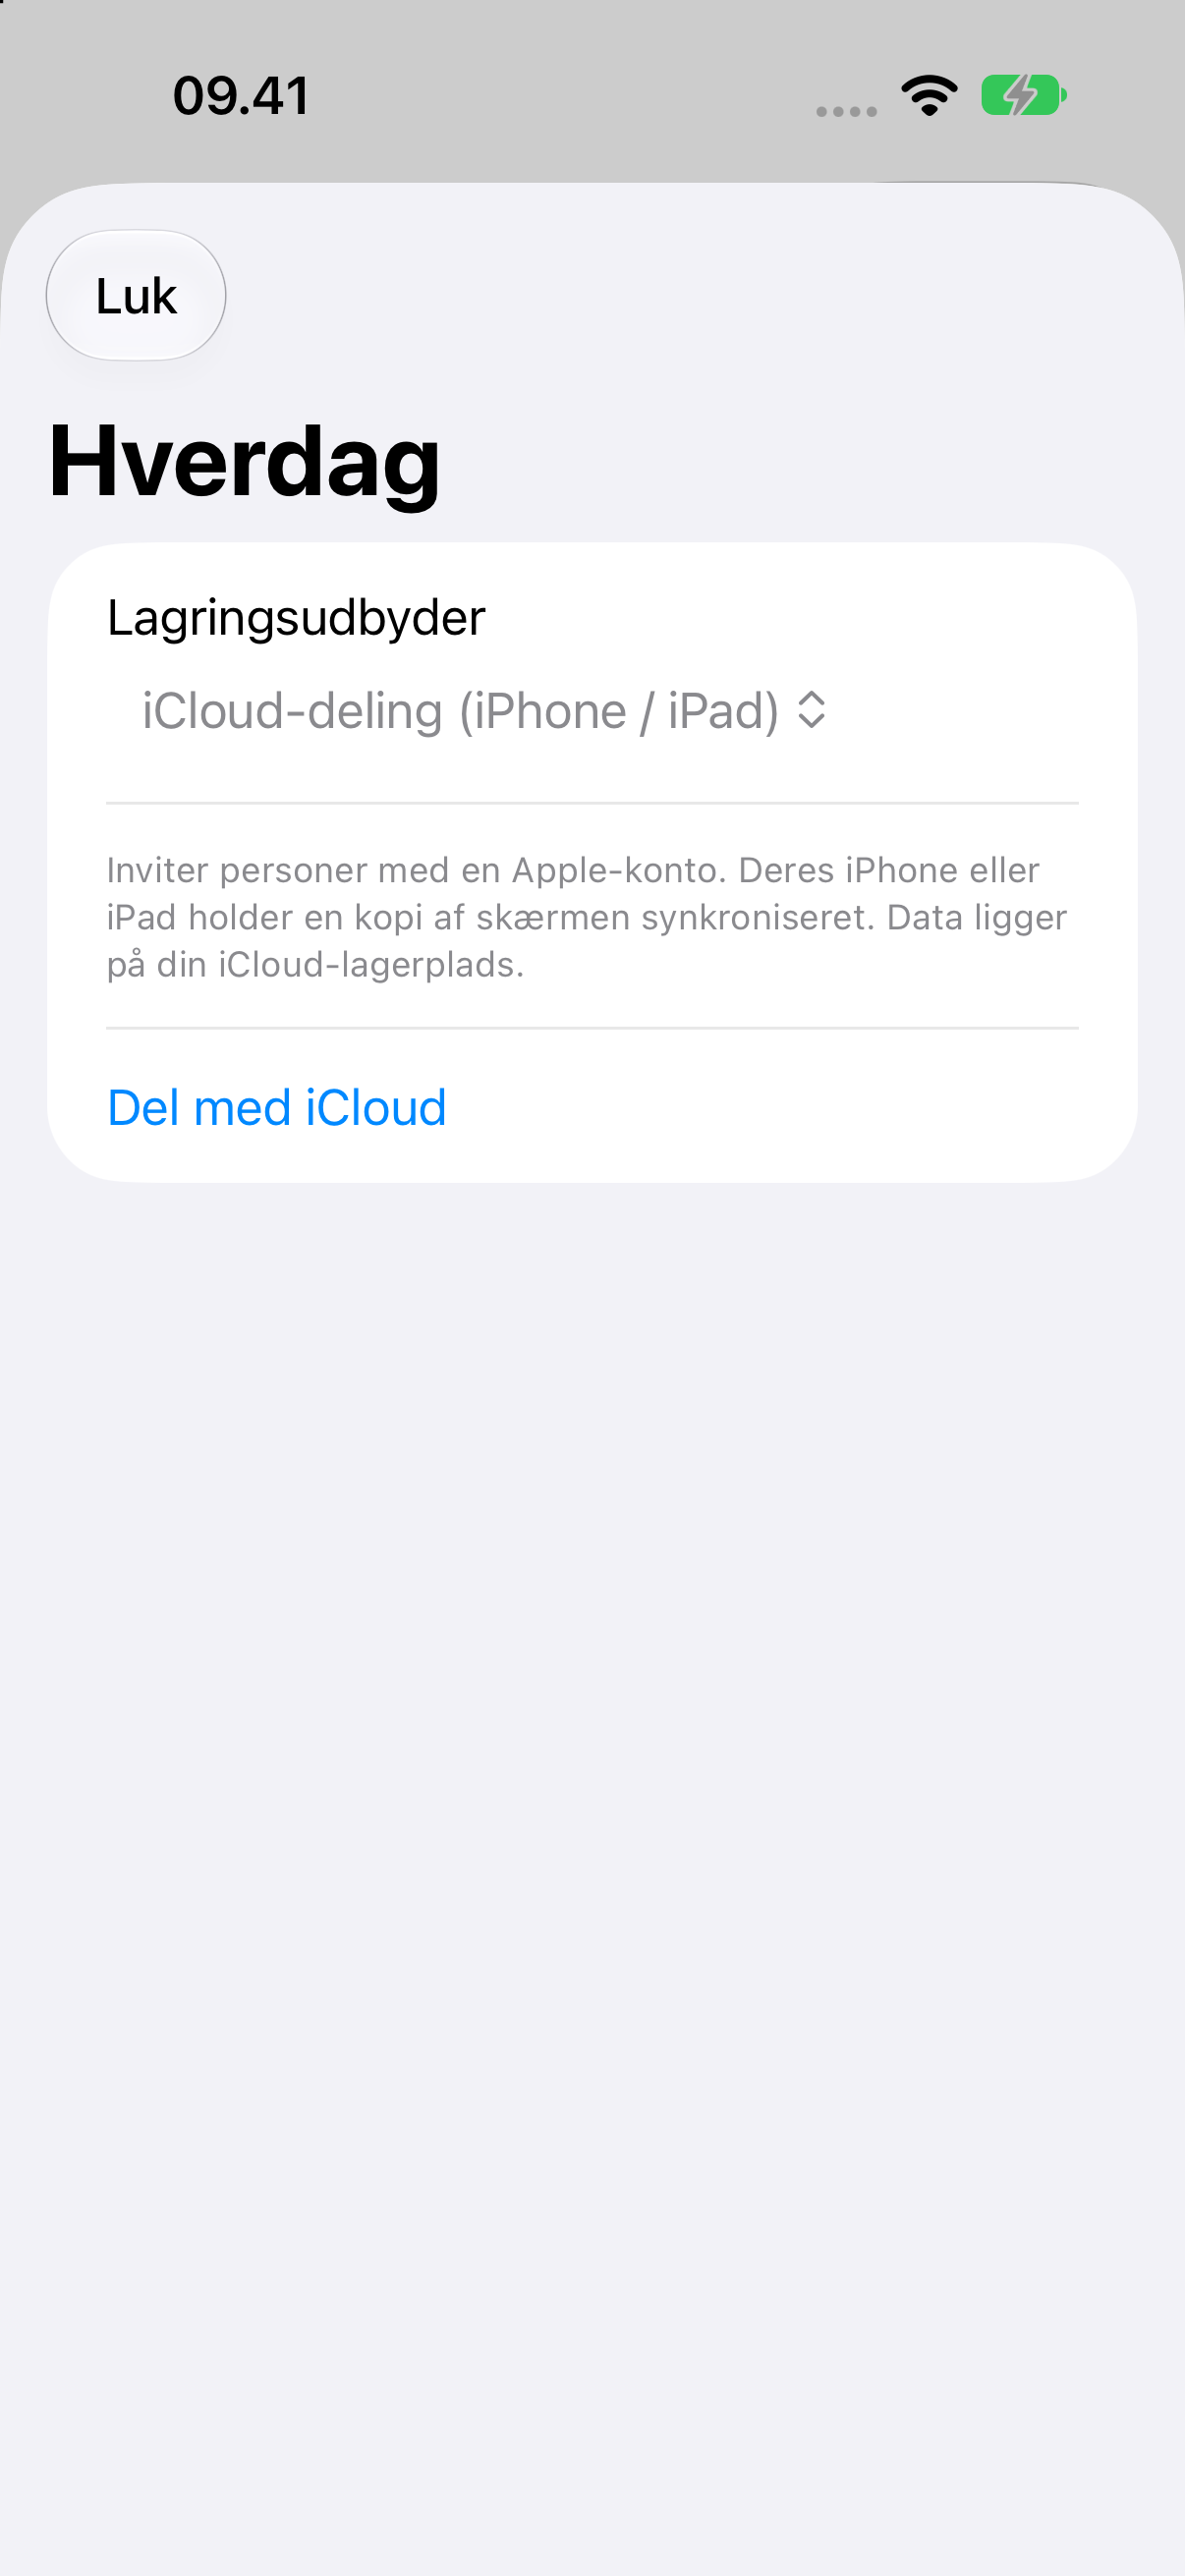 09.41
Luk
Hverdag
Lagringsudbyder
iCloud-deling (iPhone / iPad)
Inviter personer med en Apple-konto. Deres iPhone eller
iPad holder en kopi af skærmen synkroniseret. Data ligger
på din iCloud-lagerplads.
Del med iCloud